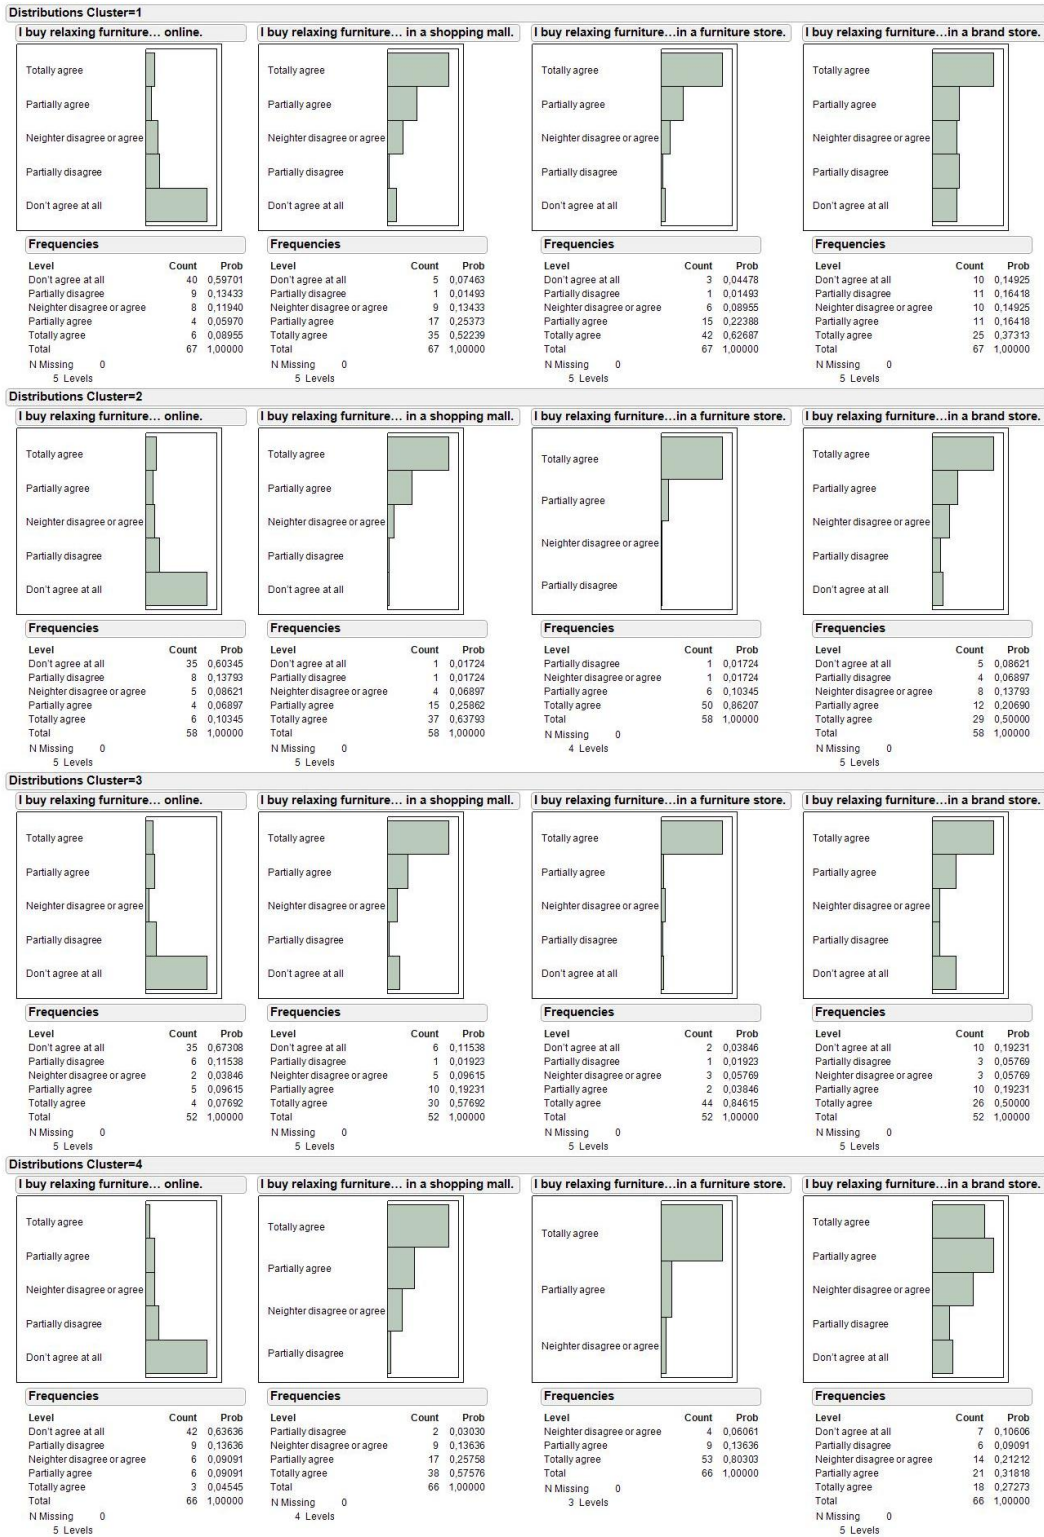 Distributions Cluster=1
I buy relaxing furniture… online.
Totally agree
Partially agree
Neighter disagree or agree
Partially disagree
Don't agree at all
Frequencies
Level Count Prob
Don't agree at all 40 0,59701
Partially disagree 9 0,13433
Neighter disagree or agree 8 0,11940
Partially agree 4 0,05970
Totally agree 6 0,08955
Total 67 1,00000
N Missing 0
5 Levels
I buy relaxing furniture… in a shopping mall.
Totally agree
Partially agree
Neighter disagree or agree
Partially disagree
Don't agree at all
Frequencies
Level Count Prob
Don't agree at all 5 0,07463
Partially disagree 1 0,01493
Neighter disagree or agree 9 0,13433
Partially agree 17 0,25373
Totally agree 35 0,52239
Total 67 1,00000
N Missing 0
5 Levels
I buy relaxing furniture…in a furniture store.
Totally agree
Partially agree
Neighter disagree or agree
Partially disagree
Don't agree at all
Frequencies
Level Count Prob
Don't agree at all 3 0,04478
Partially disagree 1 0,01493
Neighter disagree or agree 6 0,08955
Partially agree 15 0,22388
Totally agree 42 0,62687
Total 67 1,00000
N Missing 0
5 Levels
I buy relaxing furniture…in a brand store.
Totally agree
Partially agree
Neighter disagree or agree
Partially disagree
Don't agree at all
Frequencies
Level Count Prob
Don't agree at all 10 0,14925
Partially disagree 11 0,16418
Neighter disagree or agree 10 0,14925
Partially agree 11 0,16418
Totally agree 25 0,37313
Total 67 1,00000
N Missing 0
5 Levels
Distributions Cluster=2
I buy relaxing furniture… online.
Totally agree
Partially agree
Neighter disagree or agree
Partially disagree
Don't agree at all
Frequencies
Level Count Prob
Don't agree at all 35 0,60345
Partially disagree 8 0,13793
Neighter disagree or agree 5 0,08621
Partially agree 4 0,06897
Totally agree 6 0,10345
Total 58 1,00000
N Missing 0
5 Levels
I buy relaxing furniture… in a shopping mall.
Totally agree
Partially agree
Neighter disagree or agree
Partially disagree
Don't agree at all
Frequencies
Level Count Prob
Don't agree at all 1 0,01724
Partially disagree 1 0,01724
Neighter disagree or agree 4 0,06897
Partially agree 15 0,25862
Totally agree 37 0,63793
Total 58 1,00000
N Missing 0
5 Levels
I buy relaxing furniture…in a furniture store.
Totally agree
Partially agree
Neighter disagree or agree
Partially disagree
Frequencies
Level Count Prob
Partially disagree 1 0,01724
Neighter disagree or agree 1 0,01724
Partially agree 6 0,10345
Totally agree 50 0,86207
Total 58 1,00000
N Missing 0
4 Levels
I buy relaxing furniture…in a brand store.
Totally agree
Partially agree
Neighter disagree or agree
Partially disagree
Don't agree at all
Frequencies
Level Count Prob
Don't agree at all 5 0,08621
Partially disagree 4 0,06897
Neighter disagree or agree 8 0,13793
Partially agree 12 0,20690
Totally agree 29 0,50000
Total 58 1,00000
N Missing 0
5 Levels
Distributions Cluster=3
I buy relaxing furniture… online.
Totally agree
Partially agree
Neighter disagree or agree
Partially disagree
Don't agree at all
Frequencies
Level Count Prob
Don't agree at all 35 0,67308
Partially disagree 6 0,11538
Neighter disagree or agree 2 0,03846
Partially agree 5 0,09615
Totally agree 4 0,07692
Total 52 1,00000
N Missing 0
5 Levels
I buy relaxing furniture… in a shopping mall.
Totally agree
Partially agree
Neighter disagree or agree
Partially disagree
Don't agree at all
Frequencies
Level Count Prob
Don't agree at all 6 0,11538
Partially disagree 1 0,01923
Neighter disagree or agree 5 0,09615
Partially agree 10 0,19231
Totally agree 30 0,57692
Total 52 1,00000
N Missing 0
5 Levels
I buy relaxing furniture…in a furniture store.
Totally agree
Partially agree
Neighter disagree or agree
Partially disagree
Don't agree at all
Frequencies
Level Count Prob
Don't agree at all 2 0,03846
Partially disagree 1 0,01923
Neighter disagree or agree 3 0,05769
Partially agree 2 0,03846
Totally agree 44 0,84615
Total 52 1,00000
N Missing 0
5 Levels
I buy relaxing furniture…in a brand store.
Totally agree
Partially agree
Neighter disagree or agree
Partially disagree
Don't agree at all
Frequencies
Level Count Prob
Don't agree at all 10 0,19231
Partially disagree 3 0,05769
Neighter disagree or agree 3 0,05769
Partially agree 10 0,19231
Totally agree 26 0,50000
Total 52 1,00000
N Missing 0
5 Levels
Distributions Cluster=4
I buy relaxing furniture… online.
Totally agree
Partially agree
Neighter disagree or agree
Partially disagree
Don't agree at all
Frequencies
Level Count Prob
Don't agree at all 42 0,63636
Partially disagree 9 0,13636
Neighter disagree or agree 6 0,09091
Partially agree 6 0,09091
Totally agree 3 0,04545
Total 66 1,00000
N Missing 0
5 Levels
I buy relaxing furniture… in a shopping mall.
Totally agree
Partially agree
Neighter disagree or agree
Partially disagree
Frequencies
Level Count Prob
Partially disagree 2 0,03030
Neighter disagree or agree 9 0,13636
Partially agree 17 0,25758
Totally agree 38 0,57576
Total 66 1,00000
N Missing 0
4 Levels
I buy relaxing furniture…in a furniture store.
Totally agree
Partially agree
Neighter disagree or agree
Frequencies
Level Count Prob
Neighter disagree or agree 4 0,06061
Partially agree 9 0,13636
Totally agree 53 0,80303
Total 66 1,00000
N Missing 0
3 Levels
I buy relaxing furniture…in a brand store.
Totally agree
Partially agree
Neighter disagree or agree
Partially disagree
Don't agree at all
Frequencies
Level Count Prob
Don't agree at all 7 0,10606
Partially disagree 6 0,09091
Neighter disagree or agree 14 0,21212
Partially agree 21 0,31818
Totally agree 18 0,27273
Total 66 1,00000
N Missing 0
5 Levels